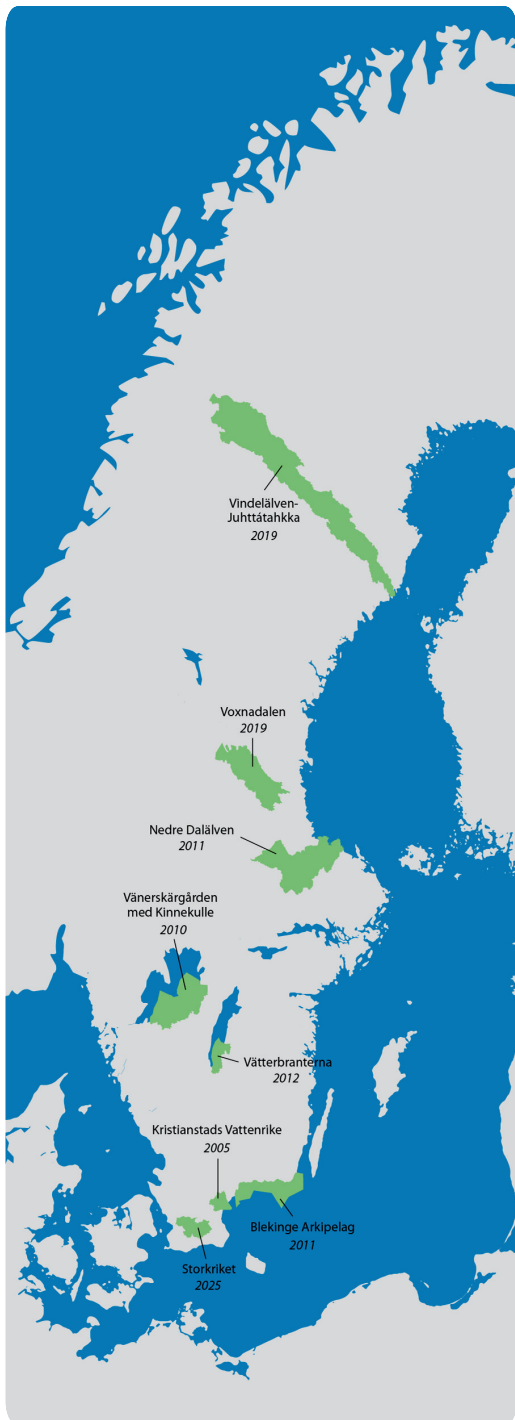 Vindelälven-
Juhttátahkka
2019
Voxnadalen
2019
Nedre Dalälven
2011
Vänerskärgården
med Kinnekulle
2010
Vätterbranterna
2012
Kristianstads Vattenrike
2005
Blekinge Arkipelag
2011
Storkriket
2025